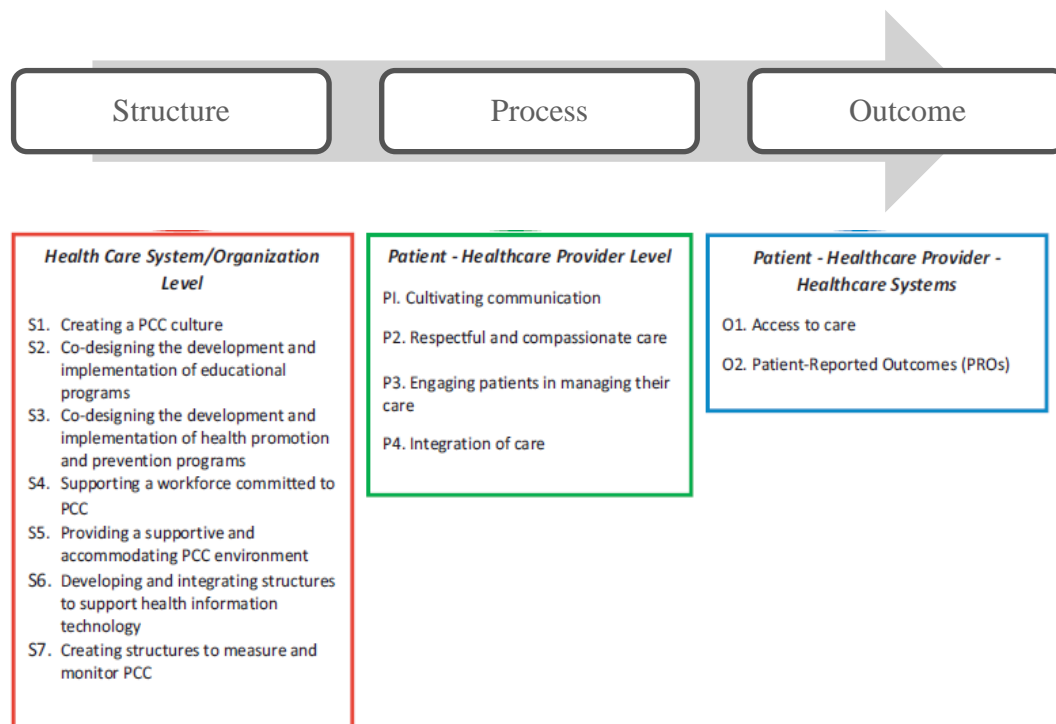 Structure
Process
Outcome
Health Care System/Organization
Level
S1. Creating a PCC culture
S2. Co-designing the development and
implementation of educational
programs
S3. Co-designing the development and
implementation of health promotion
and prevention programs
S4. Supporting a workforce committed to
PCC
S5. Providing a supportive and
accommodating PCC environment
S6. Developing and integrating structures
to support health information
technology
S7. Creating structures to measure and
monitor PCC
Patient - Healthcare Provider Level
PI. Cultivating communication
P2. Respectful and compassionate care
P3. Engaging patients in managing their
care
P4. Integration of care
Patient - Healthcare Provider -
Healthcare Systems
O1. Access to care
O2. Patient-Reported Outcomes (PROs)